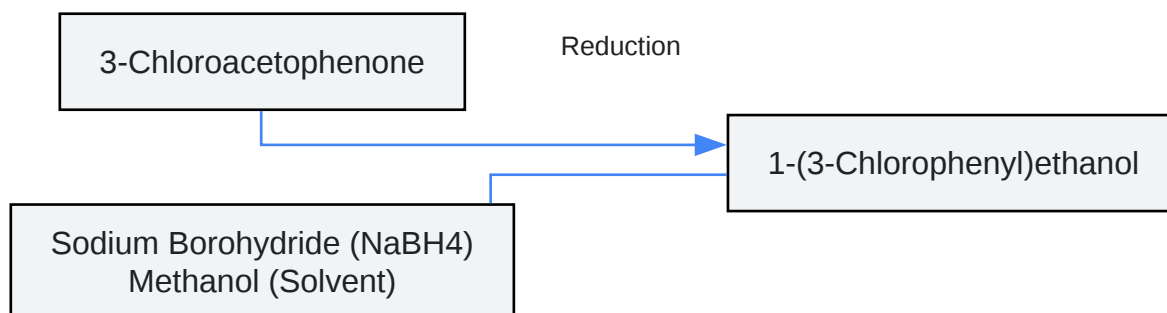 3-Chloroacetophenone
Reduction
1-(3-Chlorophenyl)ethanol
Sodium Borohydride (NaBH4)
Methanol (Solvent)